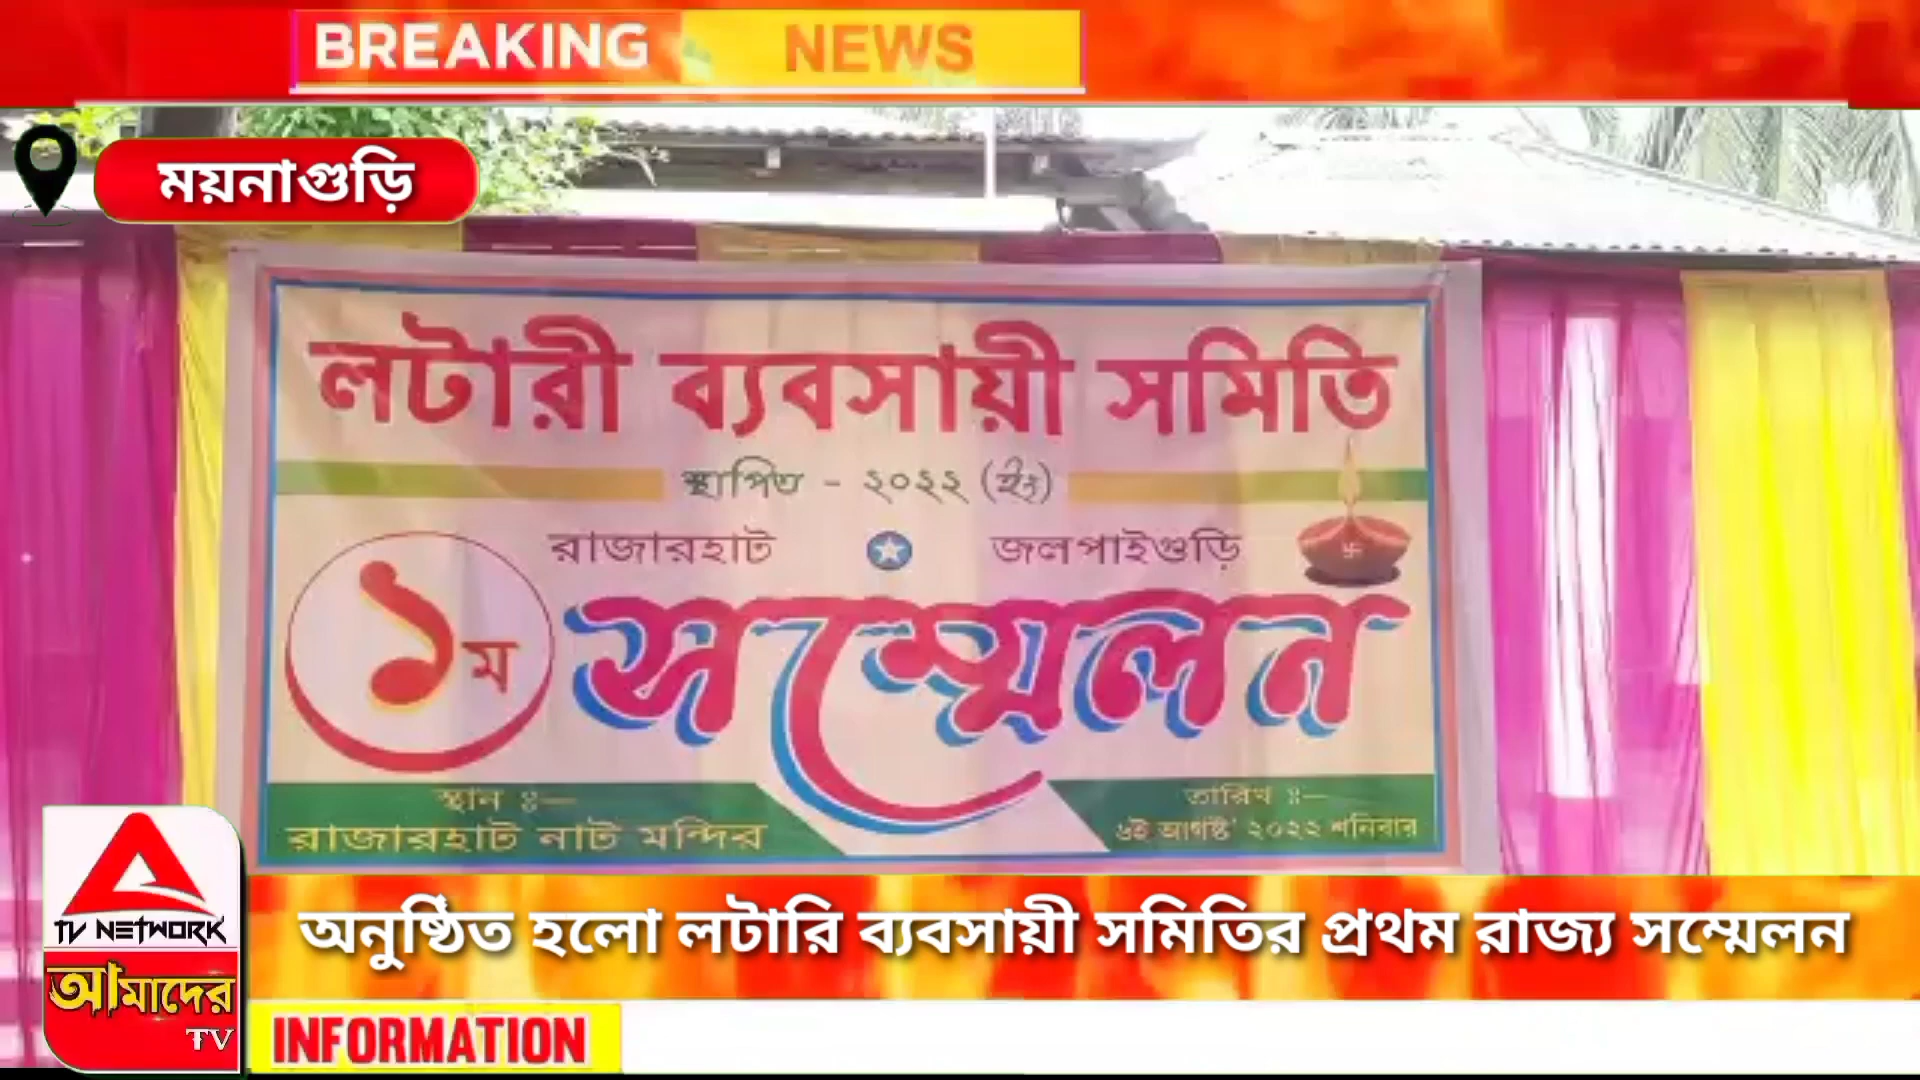 BREAKING NEWS
ময়নাগুড়ি
লটারী ব্যবসায়ী সমিতি
স্থাপিত - ২০২২ (ইং)
রাজারহাট জলপাইগুড়ি
১ম সম্মেলন
স্থান ঃ—
রাজারহাট নাট মন্দির
তারিখ ঃ—
৬ই আগষ্ট' ২০২২ শনিবার
অনুষ্ঠিত হলো লটারি ব্যবসায়ী সমিতির প্রথম রাজ্য সম্মেলন
TV NETWORK
আমাদের
TV
INFORMATION